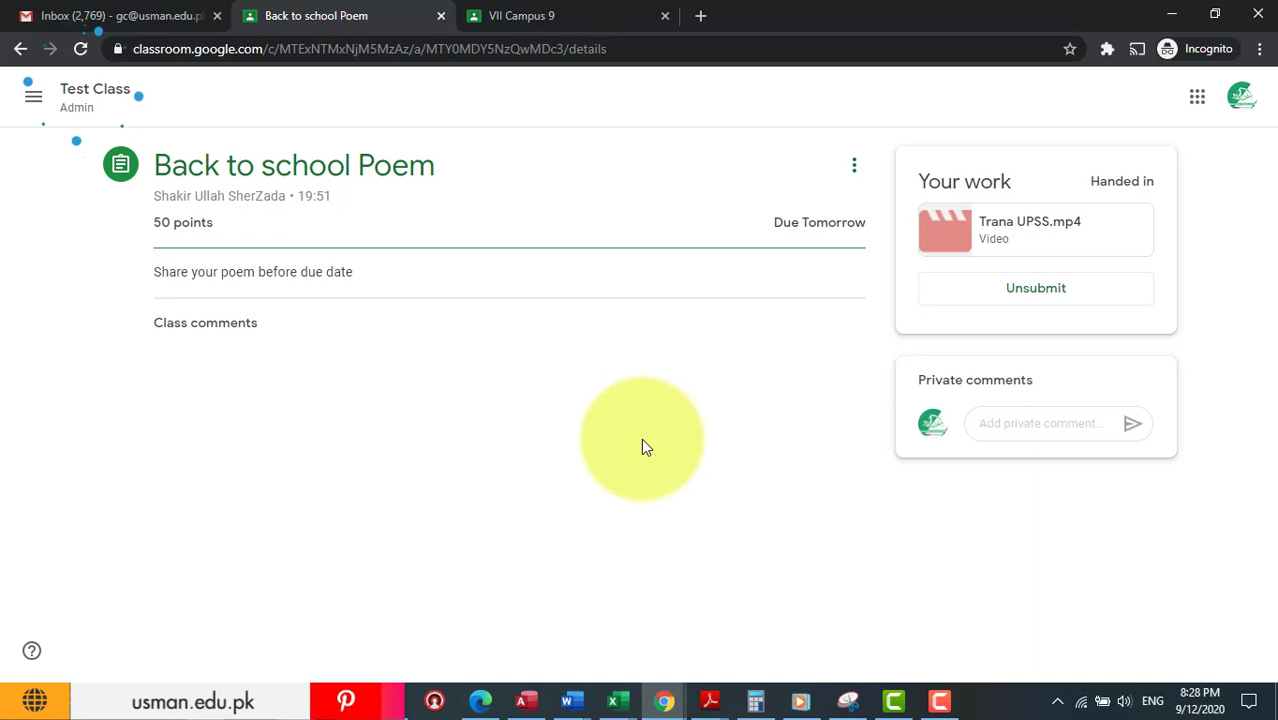 Inbox (2,769) - gc@usman.edu.pk
Back to school Poem
VII Campus 9
classroom.google.com/c/MTExNTMxNjM5MzAz/a/MTY0MDY5NzQwMDc3/details
Incognito
Test Class
Admin
Back to school Poem
Shakir Ullah SherZada • 19:51
50 points
Due Tomorrow
Share your poem before due date
Class comments
Your work
Handed in
Trana UPSS.mp4
Video
Unsubmit
Private comments
Add private comment...
usman.edu.pk
ENG
8:28 PM
9/12/2020